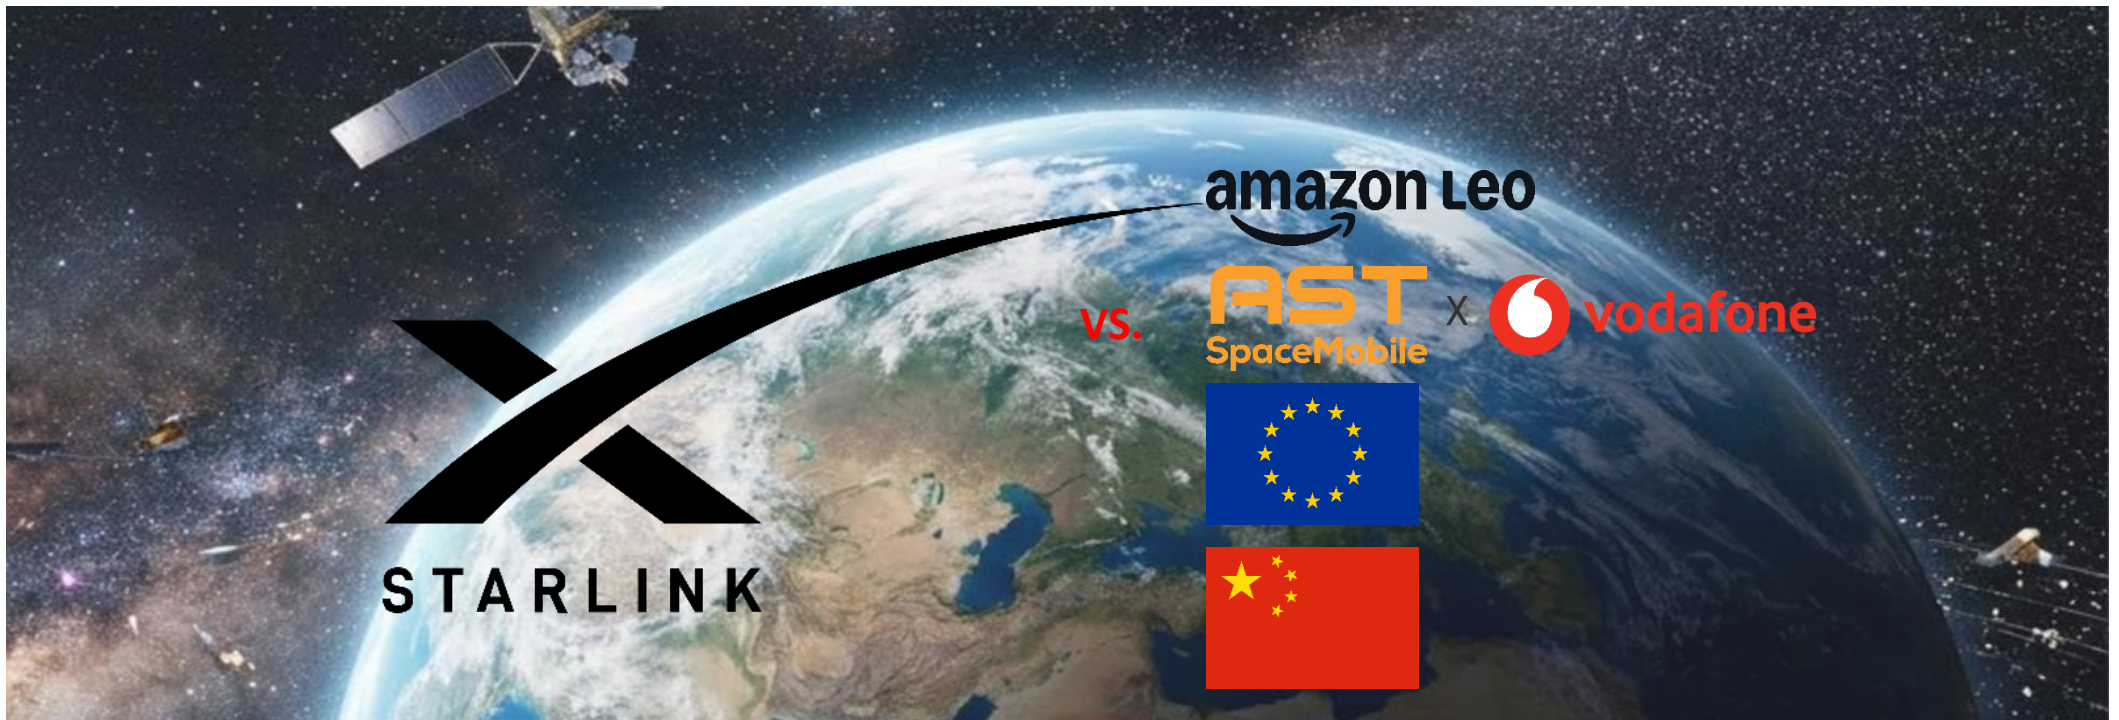 STARLINK
vs.
amazon Leo
AST
SpaceMobile
X
vodafone